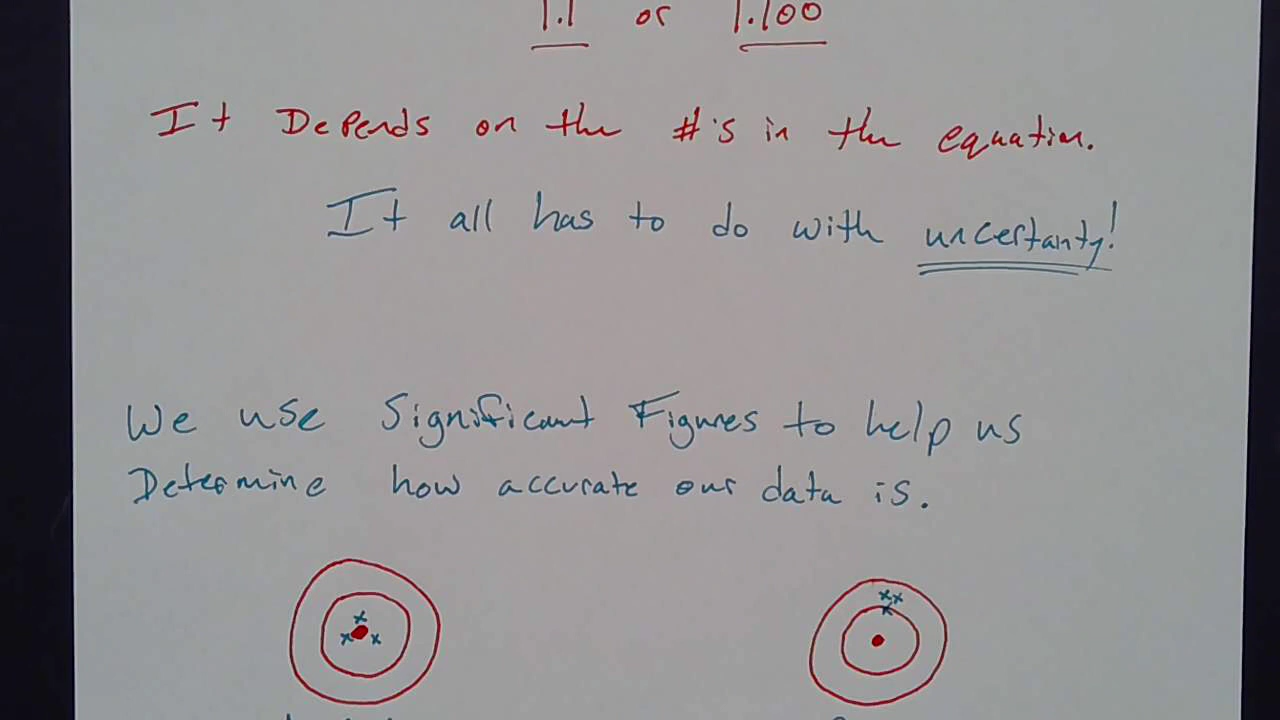 1.1 or 1.100
It Depends on the #'s in the equation.
It all has to do with uncertanty!
We use Significant Figures to help us
Determine how accurate our data is.